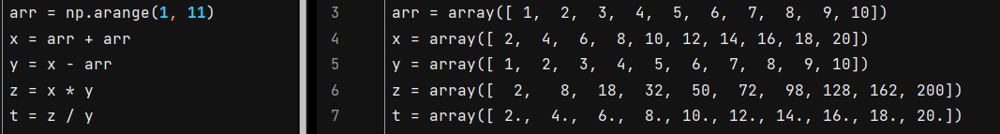 arr = np.arange(1, 11)
x = arr + arr
y = x - arr
z = x * y
t = z / y
3 arr = array([ 1,  2,  3,  4,  5,  6,  7,  8,  9, 10])
4 x = array([ 2,  4,  6,  8, 10, 12, 14, 16, 18, 20])
5 y = array([ 1,  2,  3,  4,  5,  6,  7,  8,  9, 10])
6 z = array([  2,   8,  18,  32,  50,  72,  98, 128, 162, 200])
7 t = array([ 2.,  4.,  6.,  8., 10., 12., 14., 16., 18., 20.])